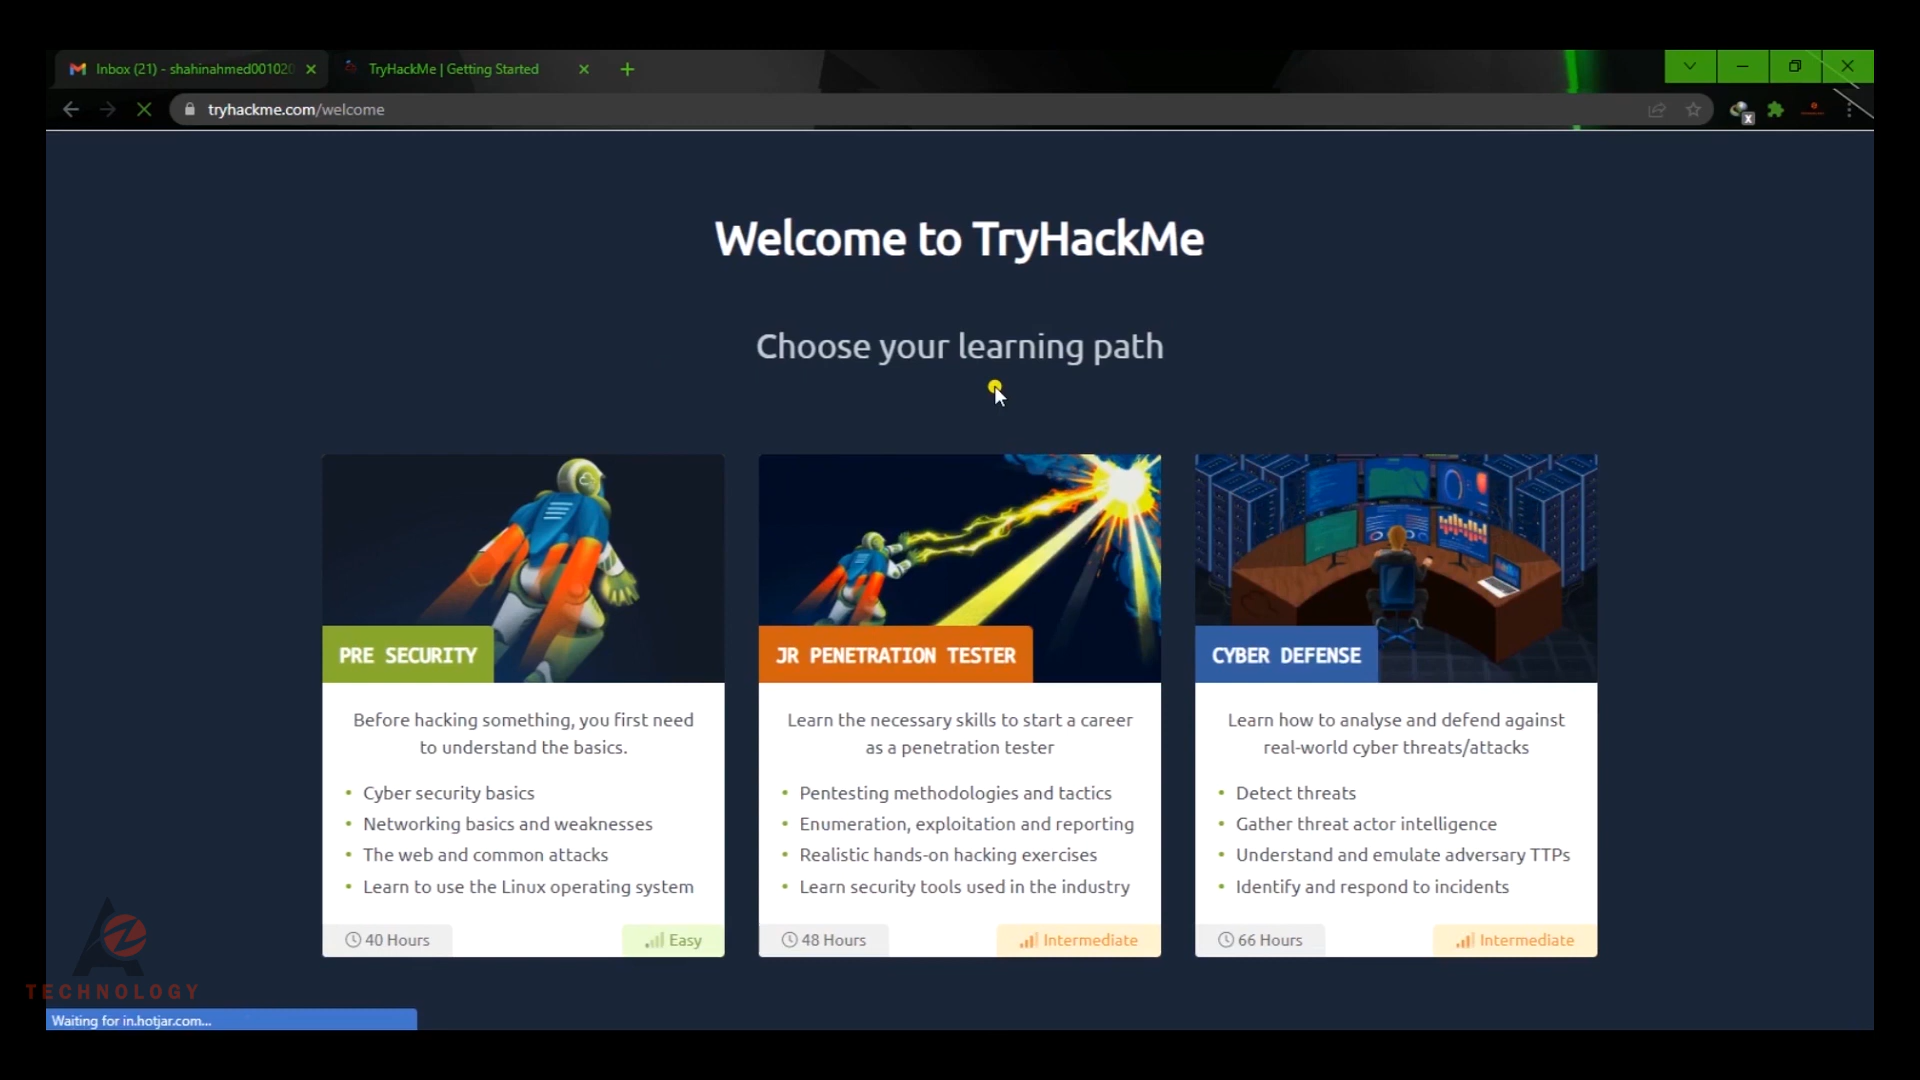 Inbox (21) - shahinahmed001020
TryHackMe | Getting Started
tryhackme.com/welcome
Welcome to TryHackMe
Choose your learning path
PRE SECURITY
Before hacking something, you first need
to understand the basics.
• Cyber security basics
• Networking basics and weaknesses
• The web and common attacks
• Learn to use the Linux operating system
40 Hours
Easy
JR PENETRATION TESTER
Learn the necessary skills to start a career
as a penetration tester
• Pentesting methodologies and tactics
• Enumeration, exploitation and reporting
• Realistic hands-on hacking exercises
• Learn security tools used in the industry
48 Hours
Intermediate
CYBER DEFENSE
Learn how to analyse and defend against
real-world cyber threats/attacks
• Detect threats
• Gather threat actor intelligence
• Understand and emulate adversary TTPs
• Identify and respond to incidents
66 Hours
Intermediate
AZ
TECHNOLOGY
Waiting for in.hotjar.com...